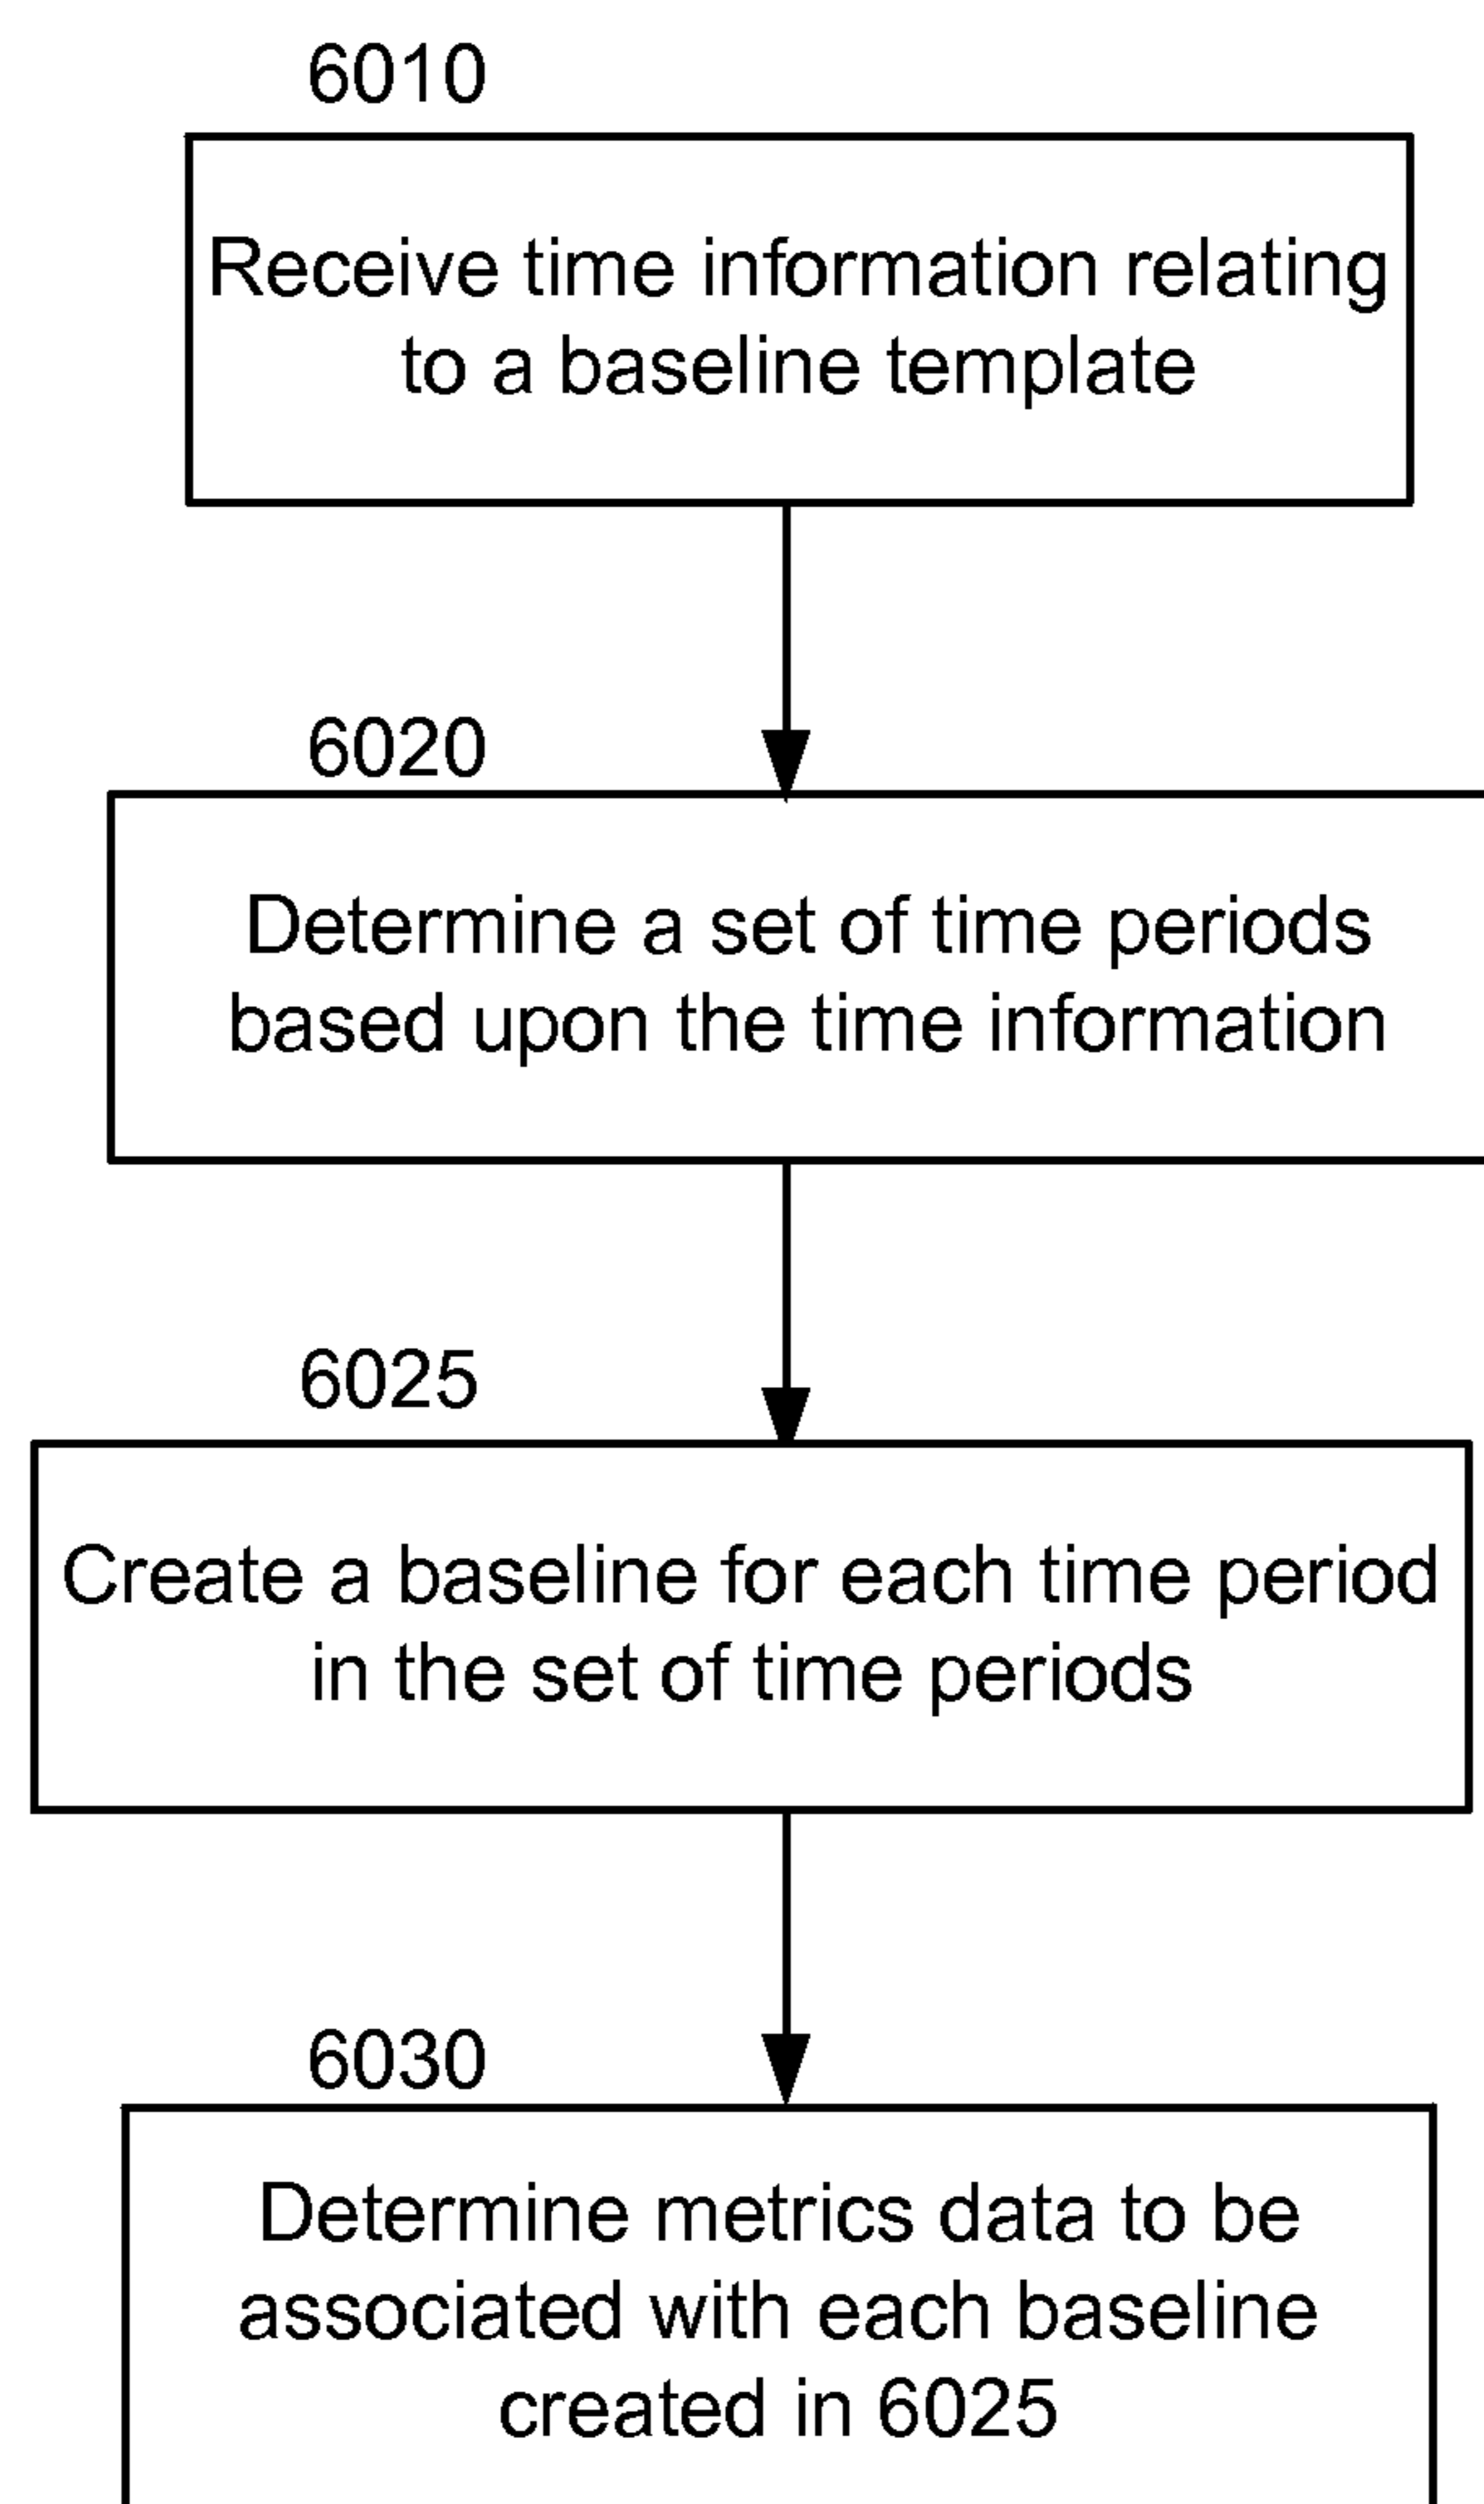 6010
Receive time information relating
to a baseline template
6020
Determine a set of time periods
based upon the time information
6025
Create a baseline for each time period
in the set of time periods
6030
Determine metrics data to be
associated with each baseline
created in 6025